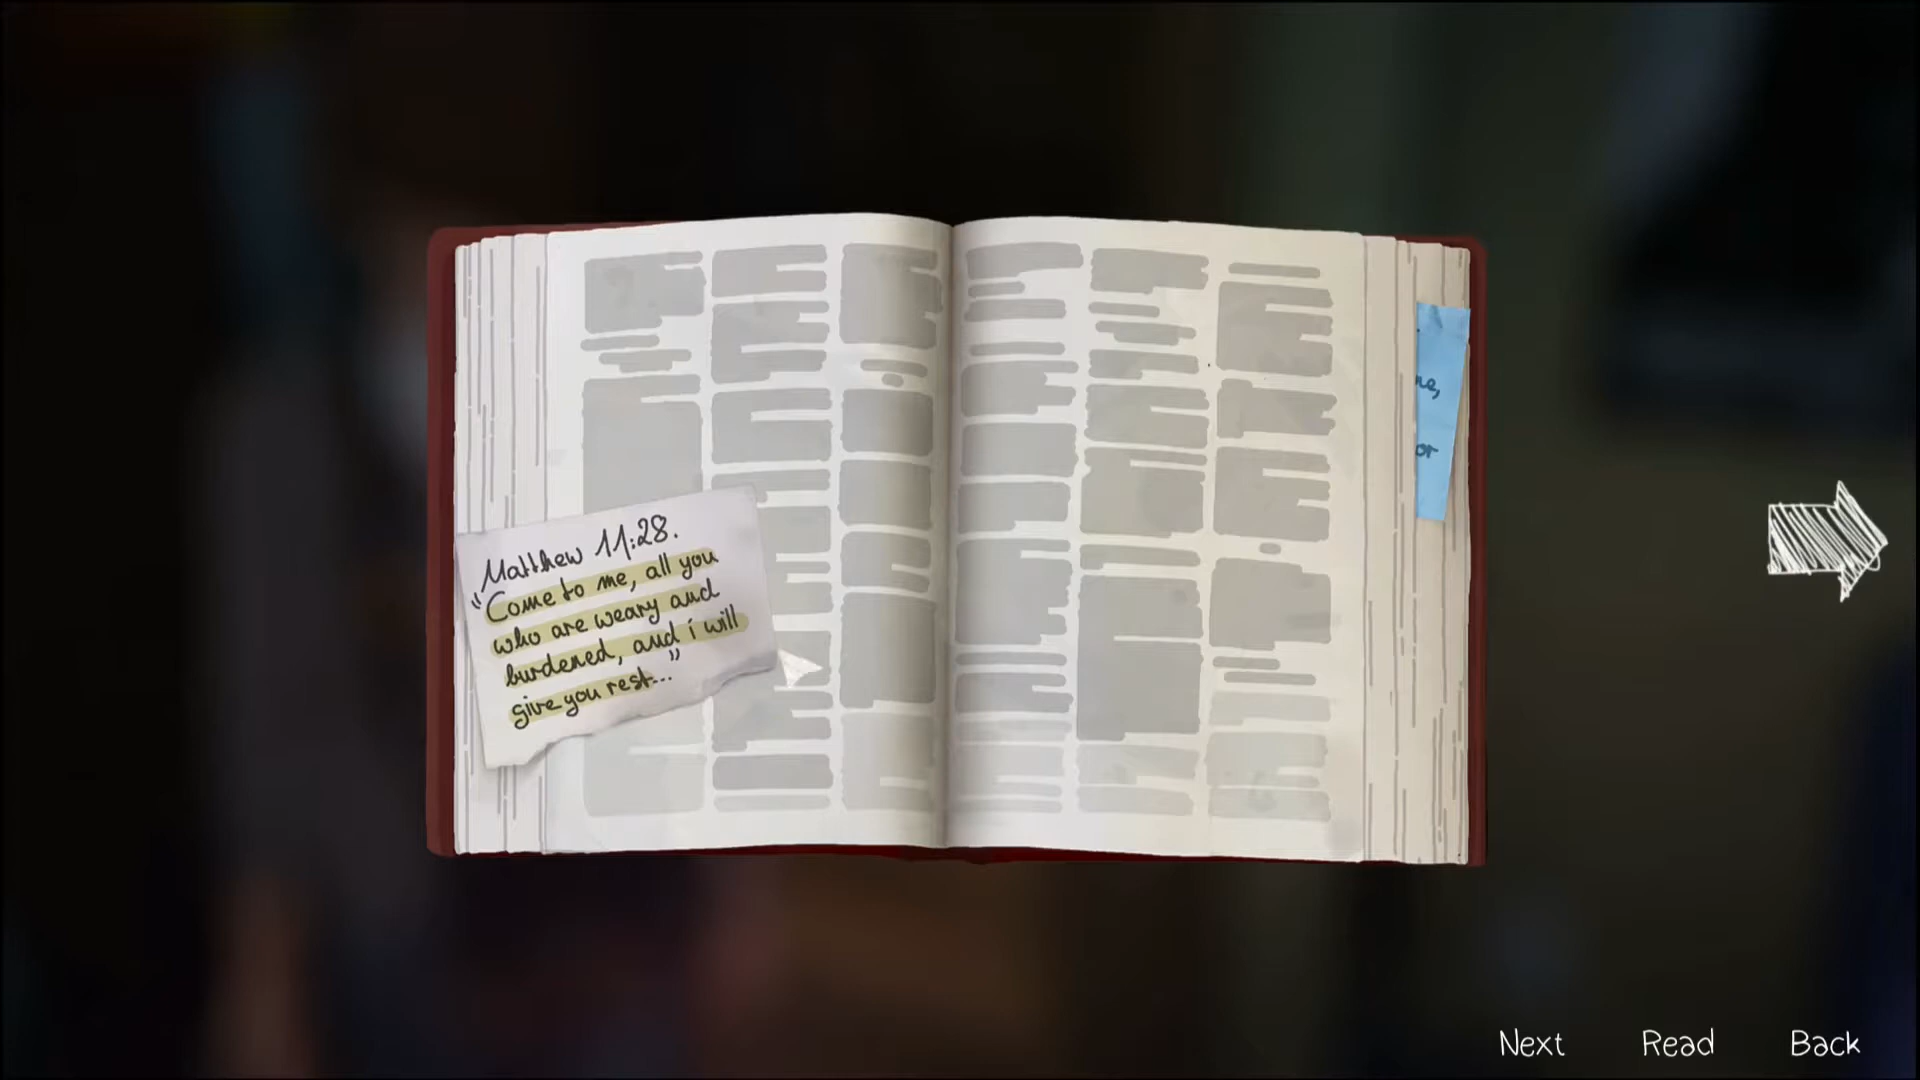 Matthew 11:28.
"Come to me, all you
who are weary and
burdened, and i will
give you rest..."
or
Next
Read
Back